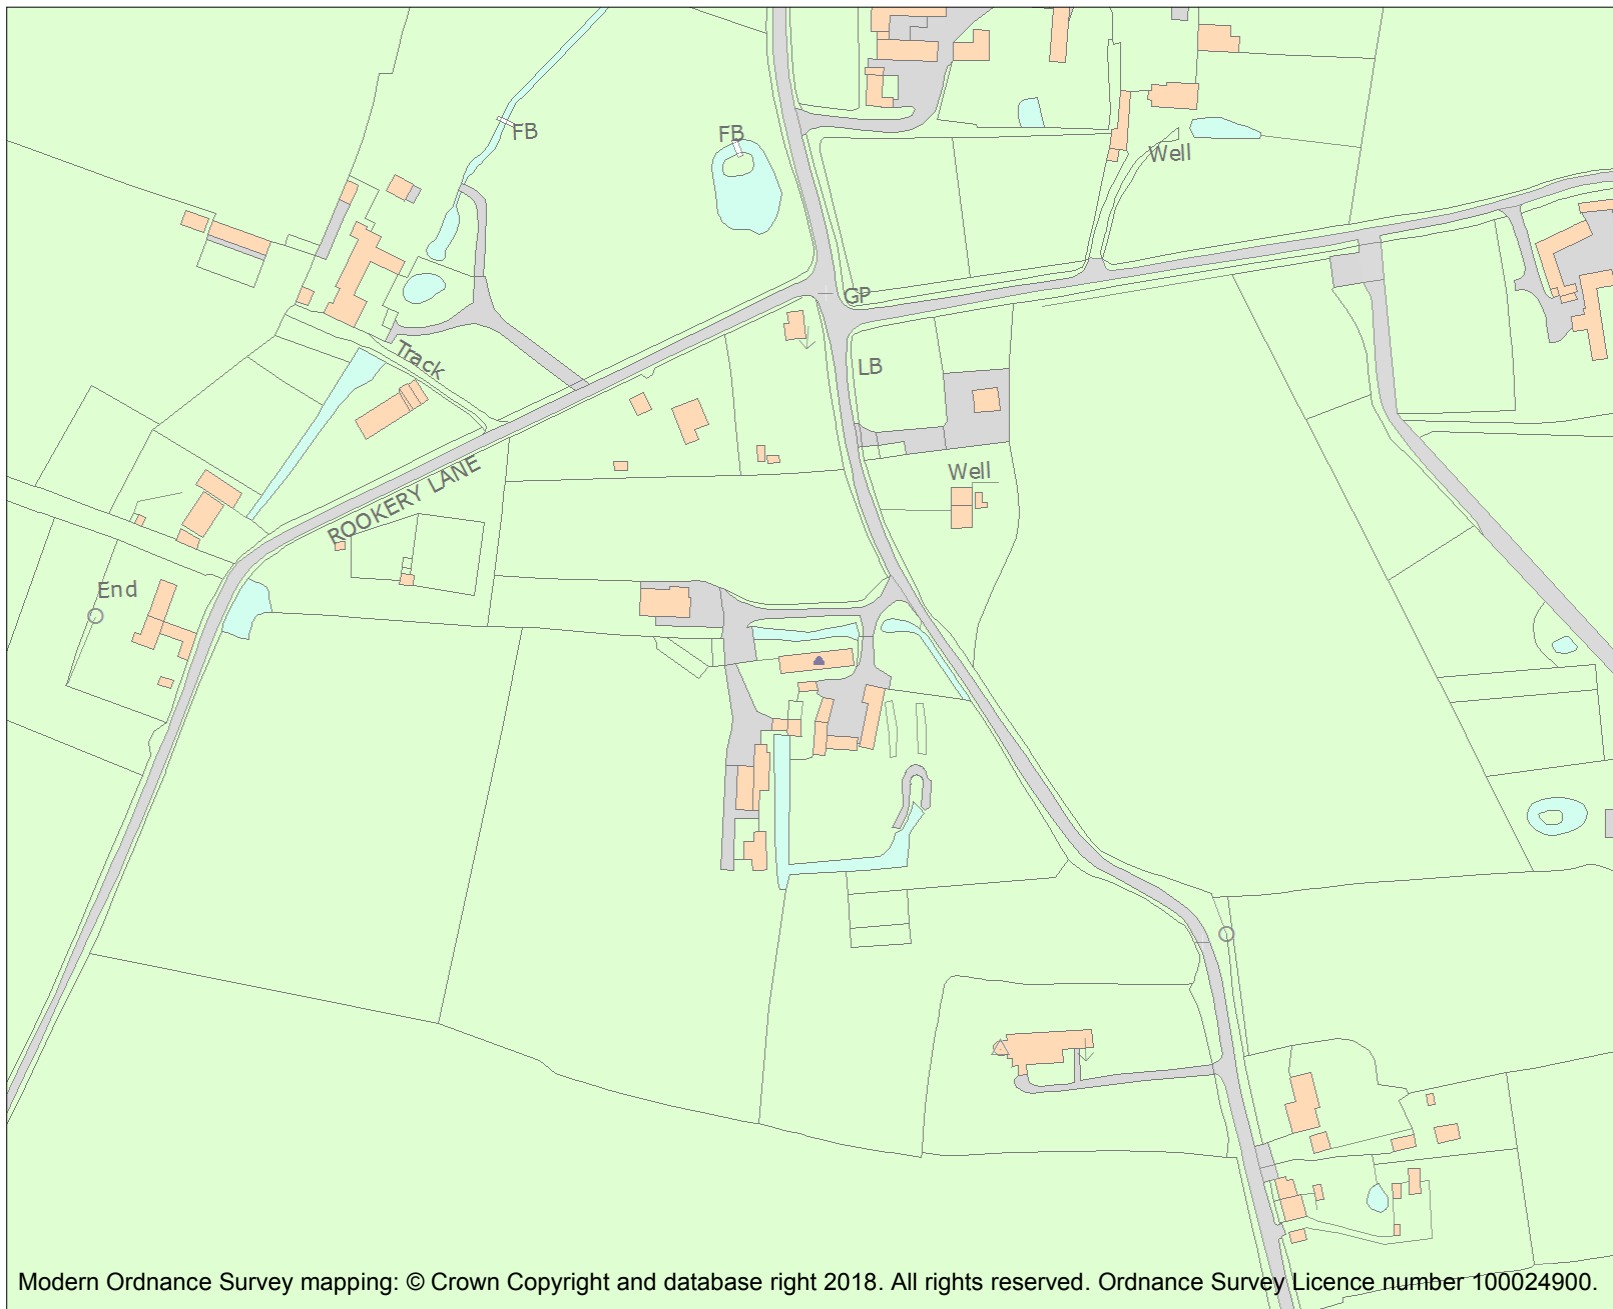 FB
FB
Well
GP
Track
LB
ROOKERY LANE
Well
End
Modern Ordnance Survey mapping: © Crown Copyright and database right 2018. All rights reserved. Ordnance Survey Licence number 100024900.